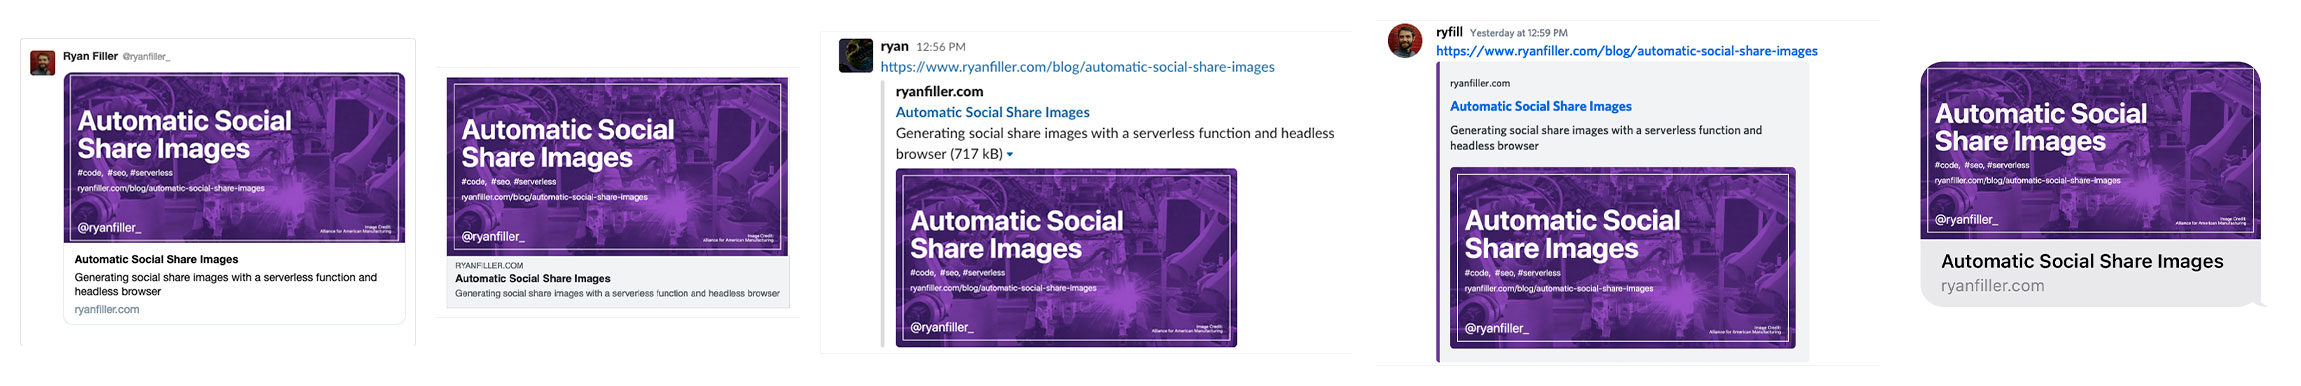 Ryan Filler @ryanfiller_
Automatic Social
Share Images
#code, #seo, #serverless
ryanfiller.com/blog/automatic-social-share-images
@ryanfiller_
Image Credit:
Alliance for American Manufacturing
Automatic Social Share Images
Generating social share images with a serverless function and
headless browser
ryanfiller.com
Automatic Social
Share Images
#code, #seo, #serverless
ryanfiller.com/blog/automatic-social-share-images
@ryanfiller_
Image Credit:
Alliance for American Manufacturing
RYANFILLER.COM
Automatic Social Share Images
Generating social share images with a serverless function and headless browser
ryan 12:56 PM
https://www.ryanfiller.com/blog/automatic-social-share-images
ryanfiller.com
Automatic Social Share Images
Generating social share images with a serverless function and headless
browser (717 kB)
Automatic Social
Share Images
#code, #seo, #serverless
ryanfiller.com/blog/automatic-social-share-images
@ryanfiller_
Image Credit:
Alliance for American Manufacturing
ryfill Yesterday at 12:59 PM
https://www.ryanfiller.com/blog/automatic-social-share-images
ryanfiller.com
Automatic Social Share Images
Generating social share images with a serverless function and
headless browser
Automatic Social
Share Images
#code, #seo, #serverless
ryanfiller.com/blog/automatic-social-share-images
@ryanfiller_
Image Credit:
Alliance for American Manufacturing
Automatic Social
Share Images
#code, #seo, #serverless
ryanfiller.com/blog/automatic-social-share-images
@ryanfiller_
Image Credit:
Alliance for American Manufacturing
Automatic Social Share Images
ryanfiller.com